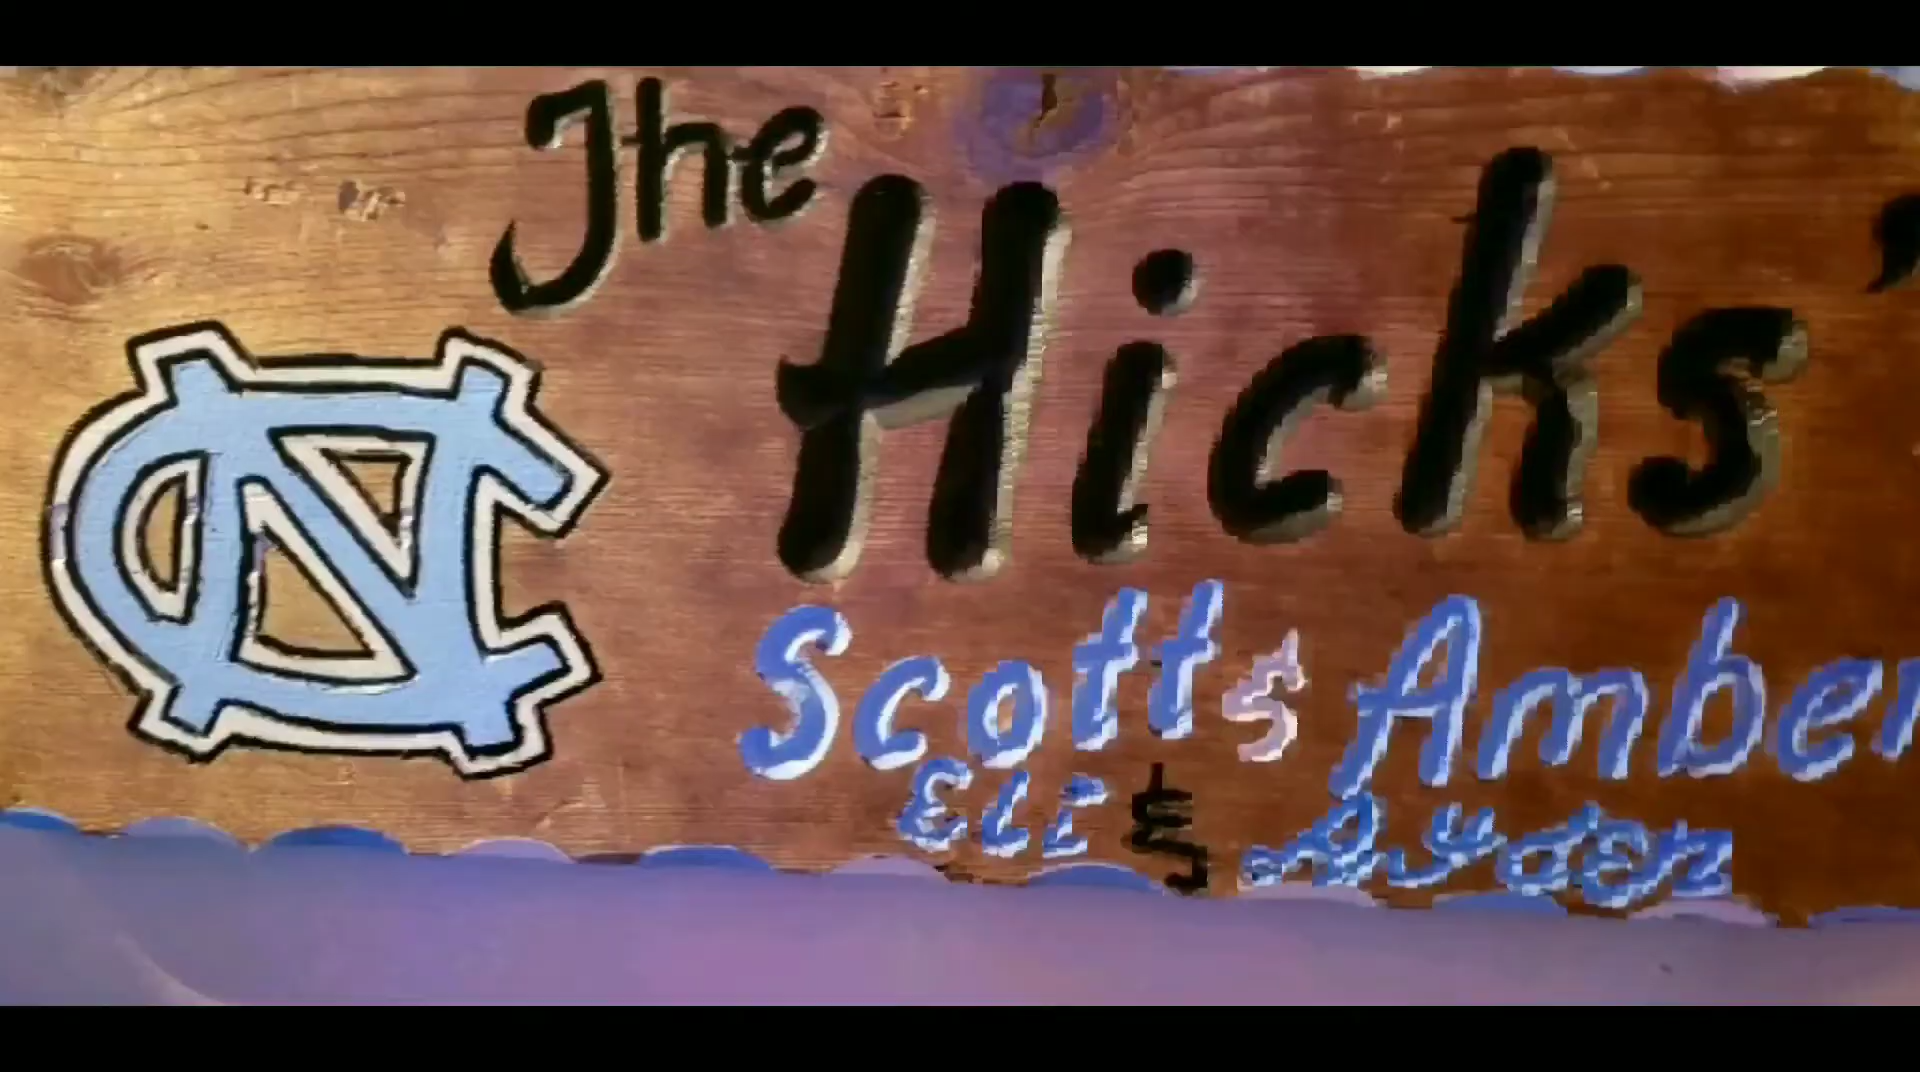 The
Hicks'
NC
Scott & Amber
Eli & Ayden